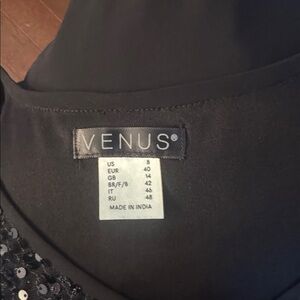 VENUS®
US 8
EUR 40
GB 14
BR/F/B 42
IT 46
RU 48
MADE IN INDIA